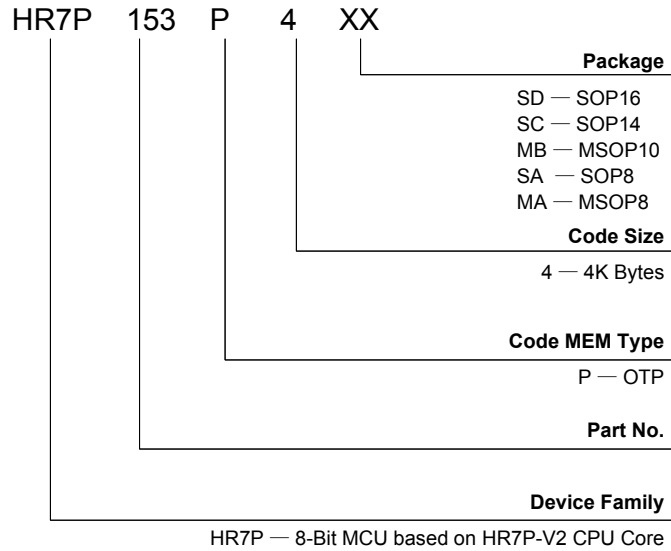 HR7P 153 P 4 XX
Package
SD — SOP16
SC — SOP14
MB — MSOP10
SA — SOP8
MA — MSOP8
Code Size
4 — 4K Bytes
Code MEM Type
P — OTP
Part No.
Device Family
HR7P — 8-Bit MCU based on HR7P-V2 CPU Core